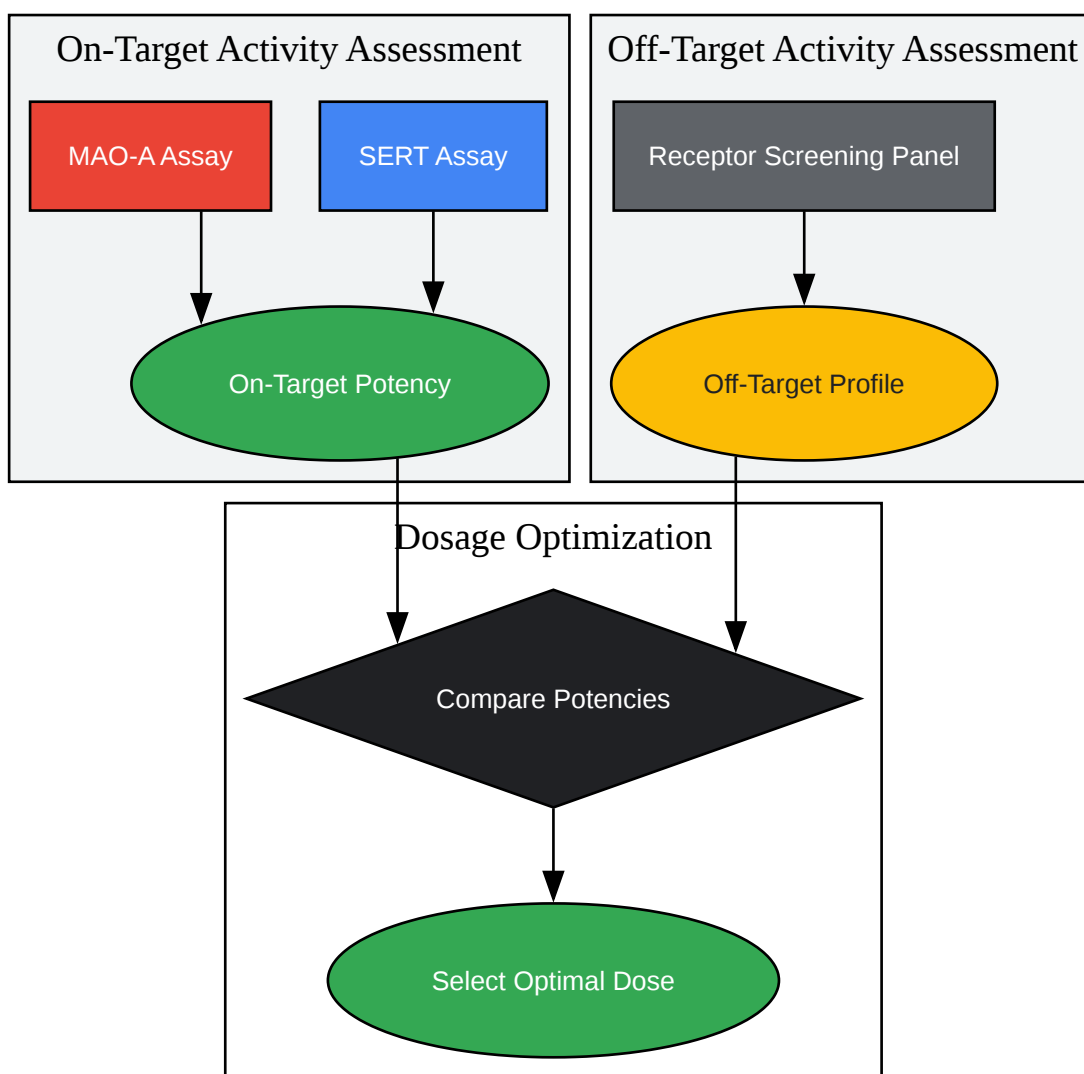 On-Target Activity Assessment
Off-Target Activity Assessment
MAO-A Assay
SERT Assay
Receptor Screening Panel
On-Target Potency
Off-Target Profile
Dosage Optimization
Compare Potencies
Select Optimal Dose